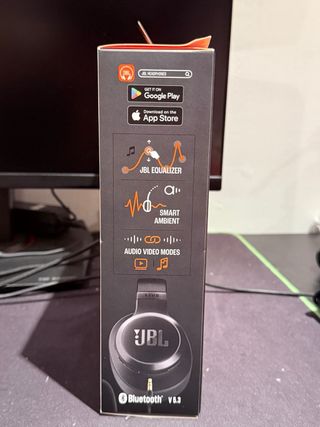 JBL
JBL HEADPHONES
GET IT ON
Google Play
Download on the
App Store
JBL EQUALIZER
SMART
AMBIENT
AUDIO VIDEO MODES
JBL
Bluetooth® V 5.3